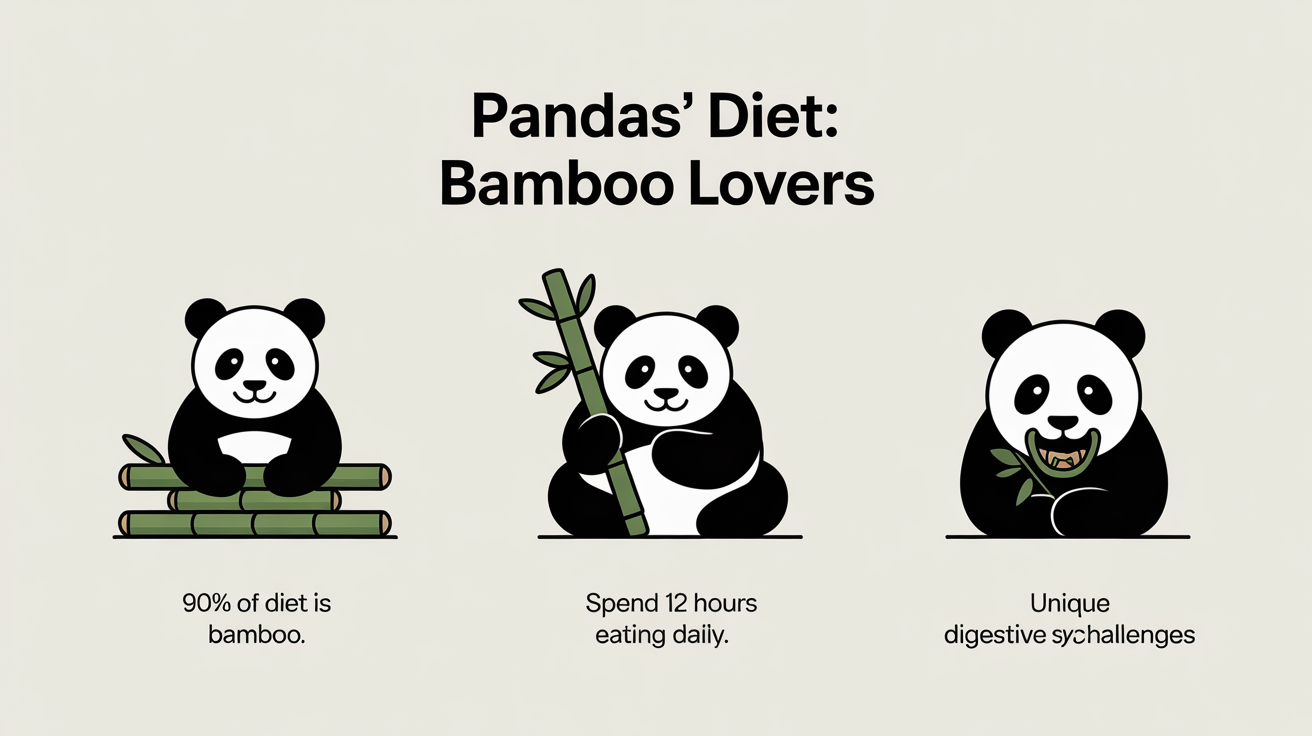 Pandas’ Diet:
Bamboo Lovers
90% of diet is
bamboo.
Spend 12 hours
eating daily.
Unique
digestive sychallenges